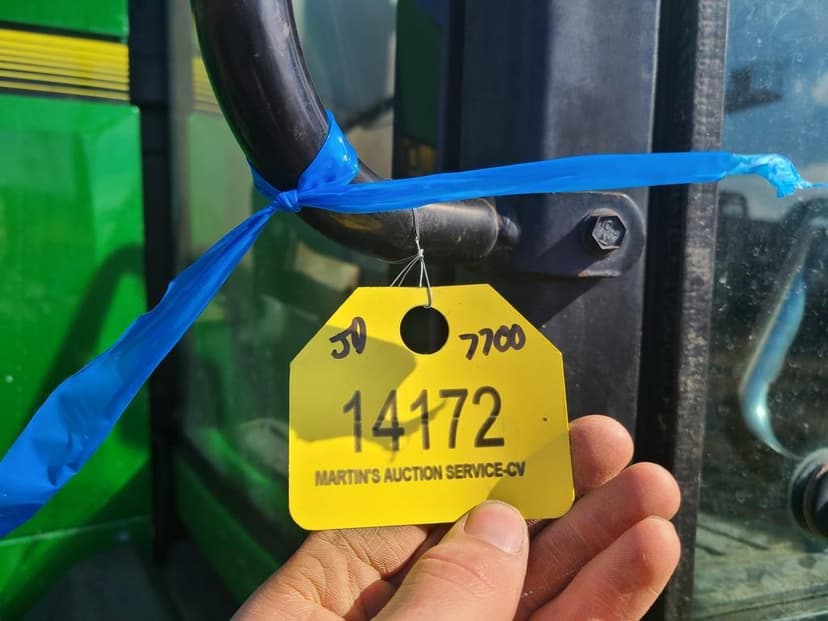 JD 7700
14172
MARTIN'S AUCTION SERVICE-CV